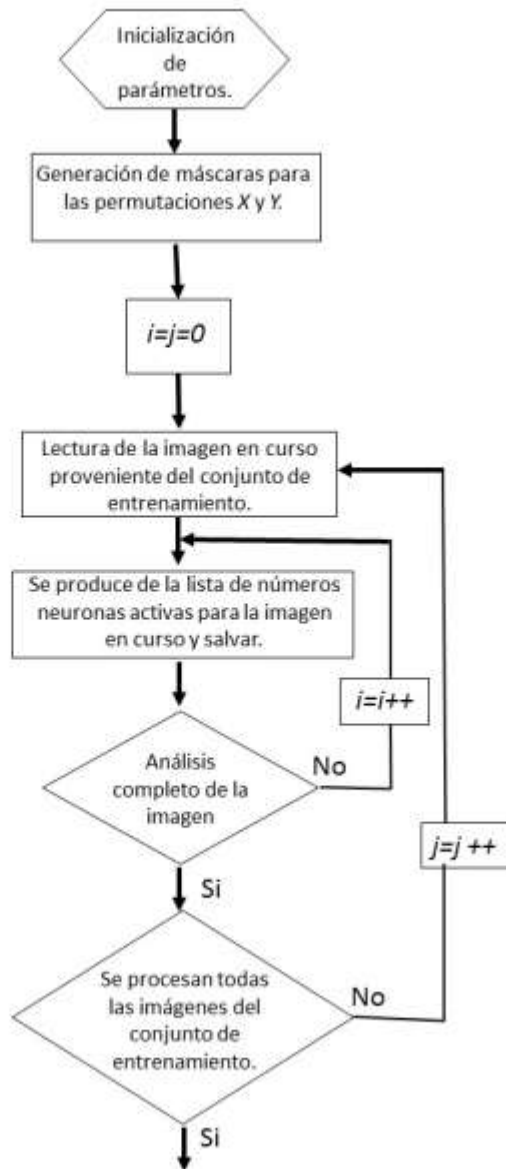 Inicialización
de
parámetros.
Generación de máscaras para
las permutaciones X y Y.
i=j=0
Lectura de la imagen en curso
proveniente del conjunto de
entrenamiento.
Se produce de la lista de números
neuronas activas para la imagen
en curso y salvar.
i=i++
Análisis
completo de la
imagen
No
j=j ++
Si
Se procesan todas
las imágenes del
conjunto de
entrenamiento.
No
Si